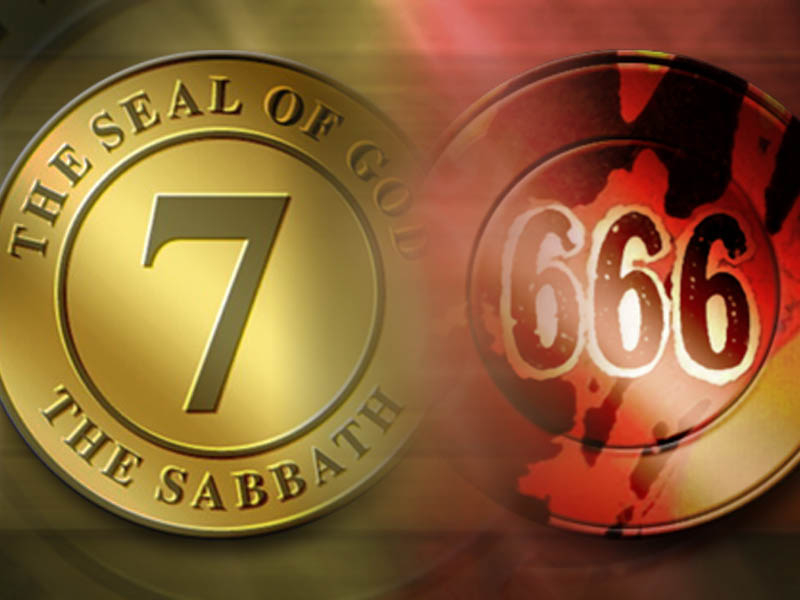 THE SEAL OF GOD
7
THE SABBATH
666